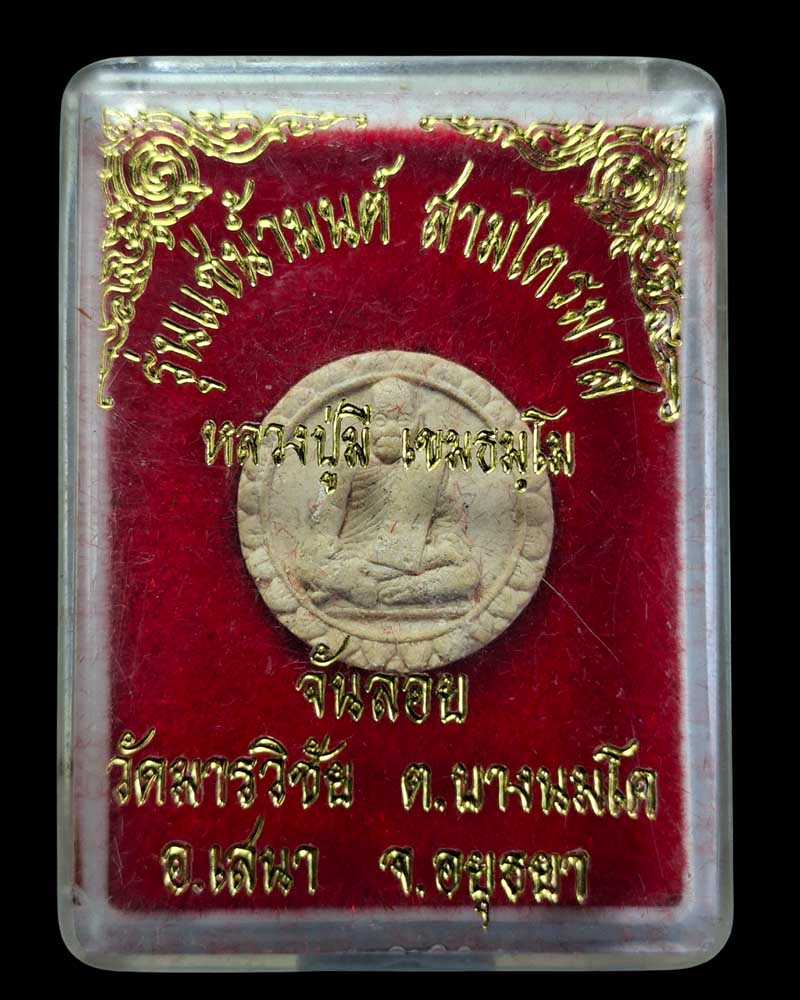 รุ่นแช่น้ำมนต์ สามไตรมาส
หลวงปู่มี เขมธมฺโม
จันลอย
วัดมารวิชัย ต.บางนมโค
อ.เสนา จ.อยุธยา